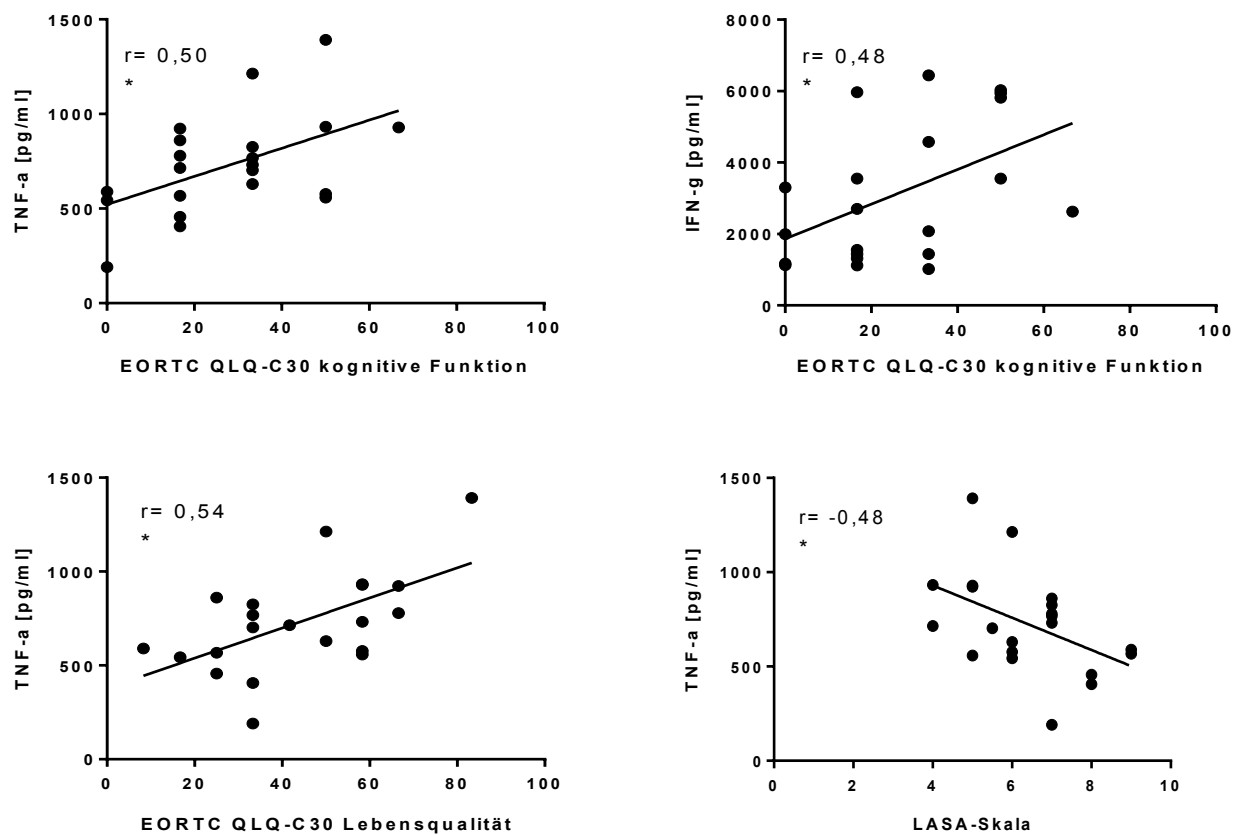 1500
1000
500
0
TNF-a [pg/ml]
r= 0,50
*
0 20 40 60 80 100
EORTC QLQ-C30 kognitive Funktion
8000
6000
4000
2000
0
IFN-g [pg/ml]
r= 0,48
*
0 20 40 60 80 100
EORTC QLQ-C30 kognitive Funktion
1500
1000
500
0
TNF-a [pg/ml]
r= 0,54
*
0 20 40 60 80 100
EORTC QLQ-C30 Lebensqualität
1500
1000
500
0
TNF-a [pg/ml]
r= -0,48
*
0 2 4 6 8 10
LASA-Skala